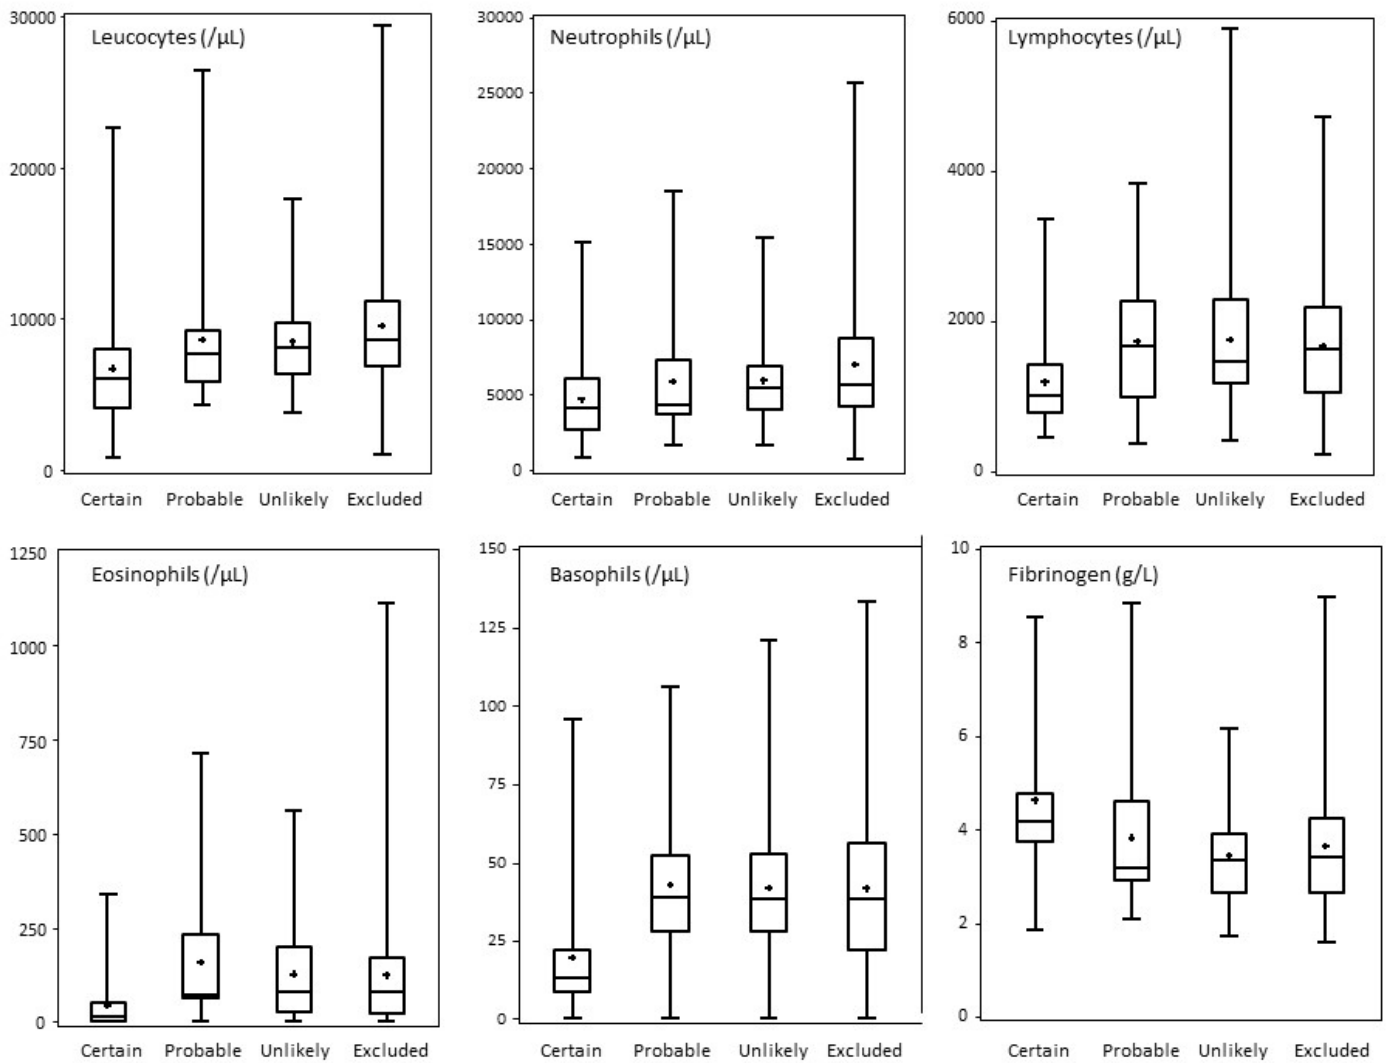 30000
Leucocytes (/µL)
20000
10000
0
Certain Probable Unlikely Excluded
30000
Neutrophils (/µL)
25000
20000
15000
10000
5000
0
Certain Probable Unlikely Excluded
6000
Lymphocytes (/µL)
4000
2000
0
Certain Probable Unlikely Excluded
1250
Eosinophils (/µL)
1000
750
500
250
0
Certain Probable Unlikely Excluded
150
Basophils (/µL)
125
100
75
50
25
0
Certain Probable Unlikely Excluded
10
Fibrinogen (g/L)
8
6
4
2
0
Certain Probable Unlikely Excluded